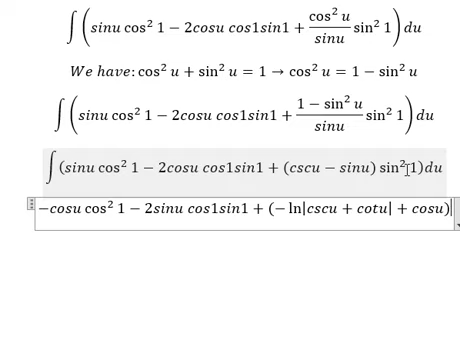 ∫(sinu cos² 1 − 2cosu cos1sin1 + cos² u/sinu sin² 1)du
We have: cos² u + sin² u = 1 → cos² u = 1 − sin² u
∫(sinu cos² 1 − 2cosu cos1sin1 + 1 − sin² u/sinu sin² 1)du
∫(sinu cos² 1 − 2cosu cos1sin1 + (cscu − sinu) sin² 1)du
−cosu cos² 1 − 2sinu cos1sin1 + (− ln|cscu + cotu| + cosu)